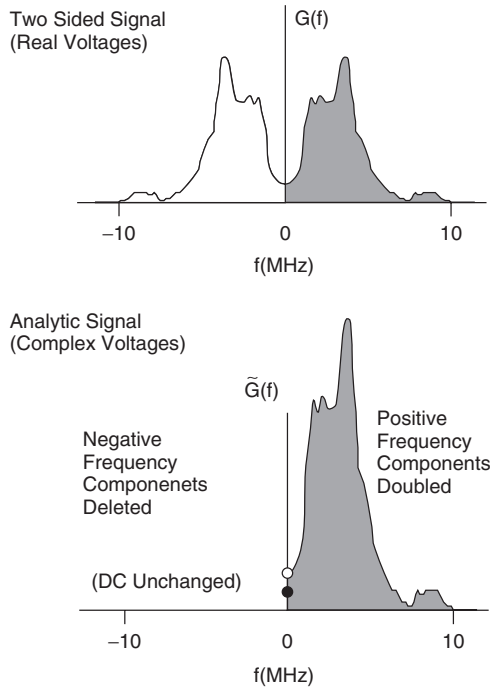 Two Sided Signal
(Real Voltages)
G(f)
−10
0
10
f(MHz)
Analytic Signal
(Complex Voltages)
G̃(f)
Negative
Frequency
Componenets
Deleted
Positive
Frequency
Components
Doubled
(DC Unchanged)
−10
0
10
f(MHz)